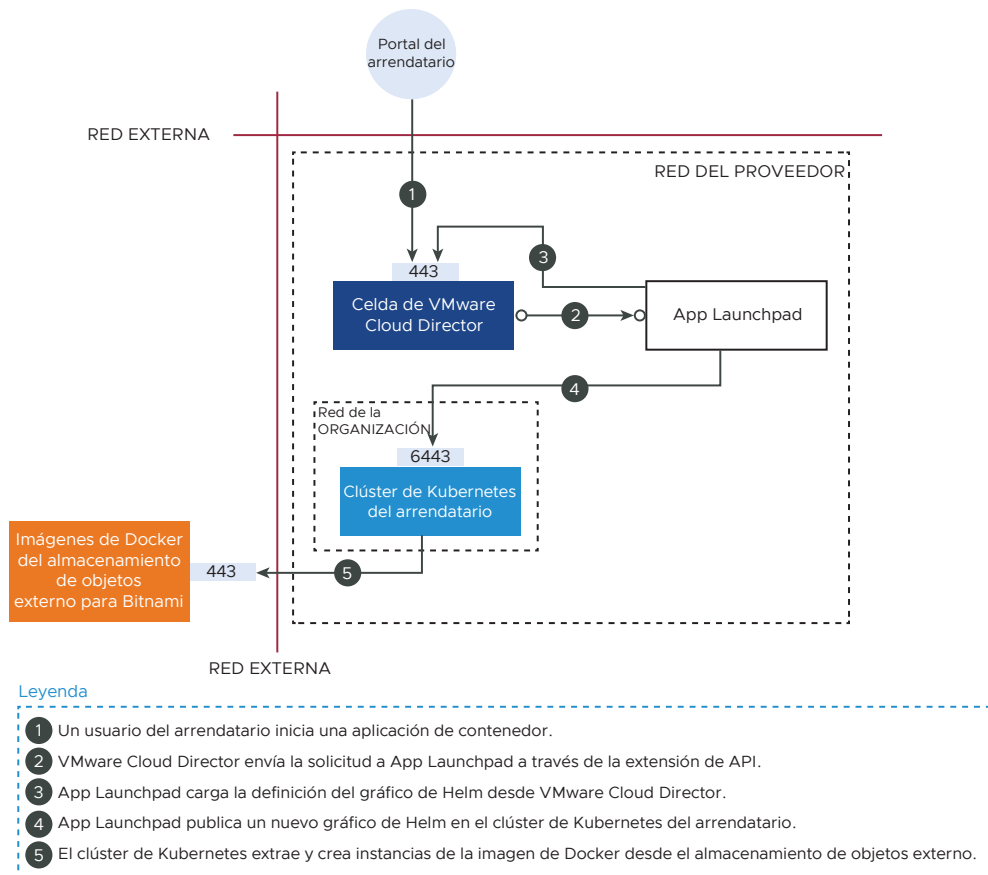 Portal del
arrendatario
RED EXTERNA
RED DEL PROVEEDOR
1
3
443
Celda de VMware
Cloud Director
2
App Launchpad
4
Red de la
ORGANIZACIÓN
6443
Clúster de Kubernetes
del arrendatario
Imágenes de Docker
del almacenamiento
de objetos
externo para Bitnami
443
5
RED EXTERNA
Leyenda
1 Un usuario del arrendatario inicia una aplicación de contenedor.
2 VMware Cloud Director envía la solicitud a App Launchpad a través de la extensión de API.
3 App Launchpad carga la definición del gráfico de Helm desde VMware Cloud Director.
4 App Launchpad publica un nuevo gráfico de Helm en el clúster de Kubernetes del arrendatario.
5 El clúster de Kubernetes extrae y crea instancias de la imagen de Docker desde el almacenamiento de objetos externo.